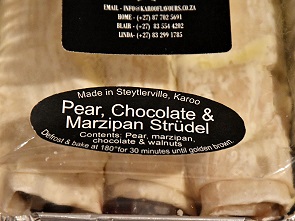 EMAIL - INFO@KAROOFLAVOURS.CO.ZA
HOME - (+27) 87 702 5691
BLAIR - (+27) 83 554 4202
LINDA- (+27) 83 299 1785
Made in Steytlerville, Karoo
Pear, Chocolate &
Marzipan Strüdel
Contents: Pear, marzipan,
chocolate & walnuts
Defrost & bake at 180° for 30 minutes until golden brown.